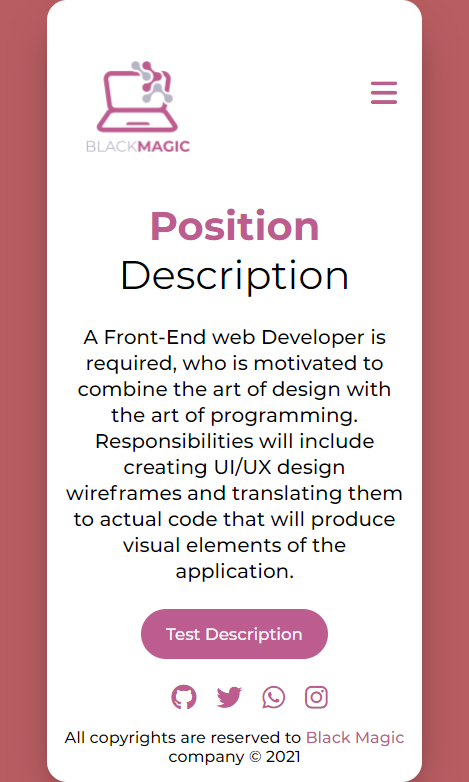 BLACKMAGIC
Position
Description
A Front-End web Developer is
required, who is motivated to
combine the art of design with
the art of programming.
Responsibilities will include
creating UI/UX design
wireframes and translating them
to actual code that will produce
visual elements of the
application.
Test Description
All copyrights are reserved to Black Magic
company © 2021